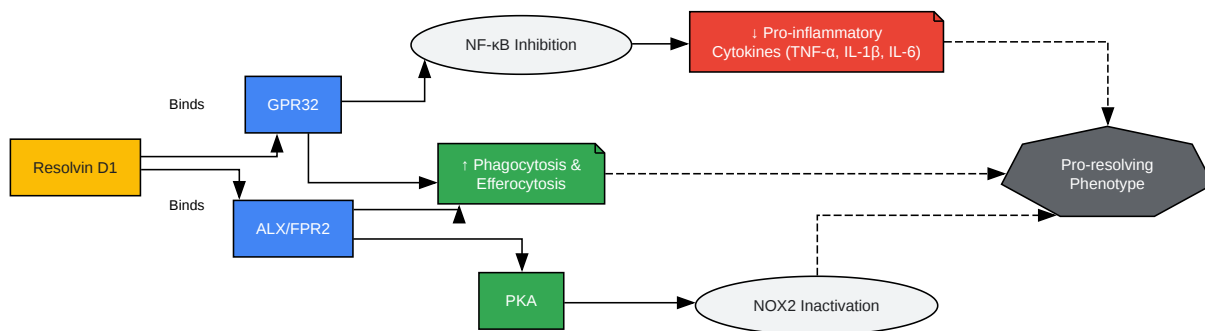 ↓ Pro-inflammatory
Cytokines (TNF-α, IL-1β, IL-6)
NF-κB Inhibition
Binds
GPR32
Resolvin D1
↑ Phagocytosis &
Efferocytosis
Pro-resolving
Phenotype
Binds
ALX/FPR2
PKA
NOX2 Inactivation